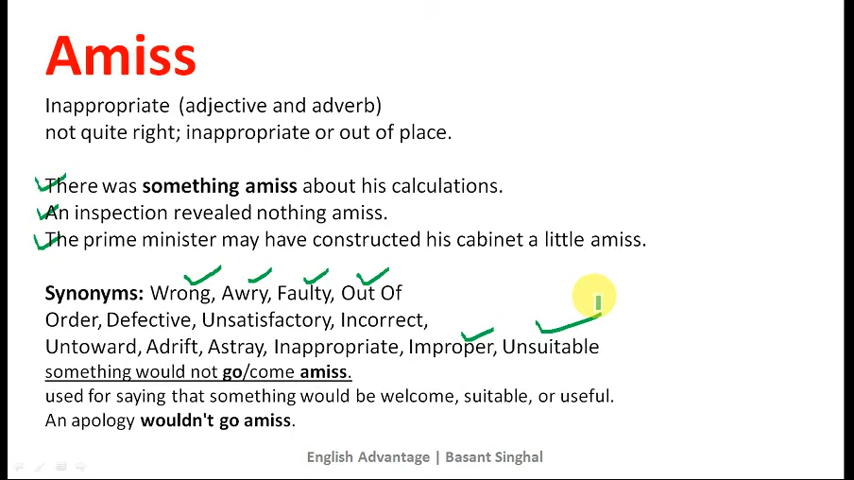 Amiss
Inappropriate (adjective and adverb)
not quite right; inappropriate or out of place.
There was something amiss about his calculations.
An inspection revealed nothing amiss.
The prime minister may have constructed his cabinet a little amiss.
Synonyms: Wrong, Awry, Faulty, Out Of
Order, Defective, Unsatisfactory, Incorrect,
Untoward, Adrift, Astray, Inappropriate, Improper, Unsuitable
something would not go/come amiss.
used for saying that something would be welcome, suitable, or useful.
An apology wouldn't go amiss.
English Advantage | Basant Singhal